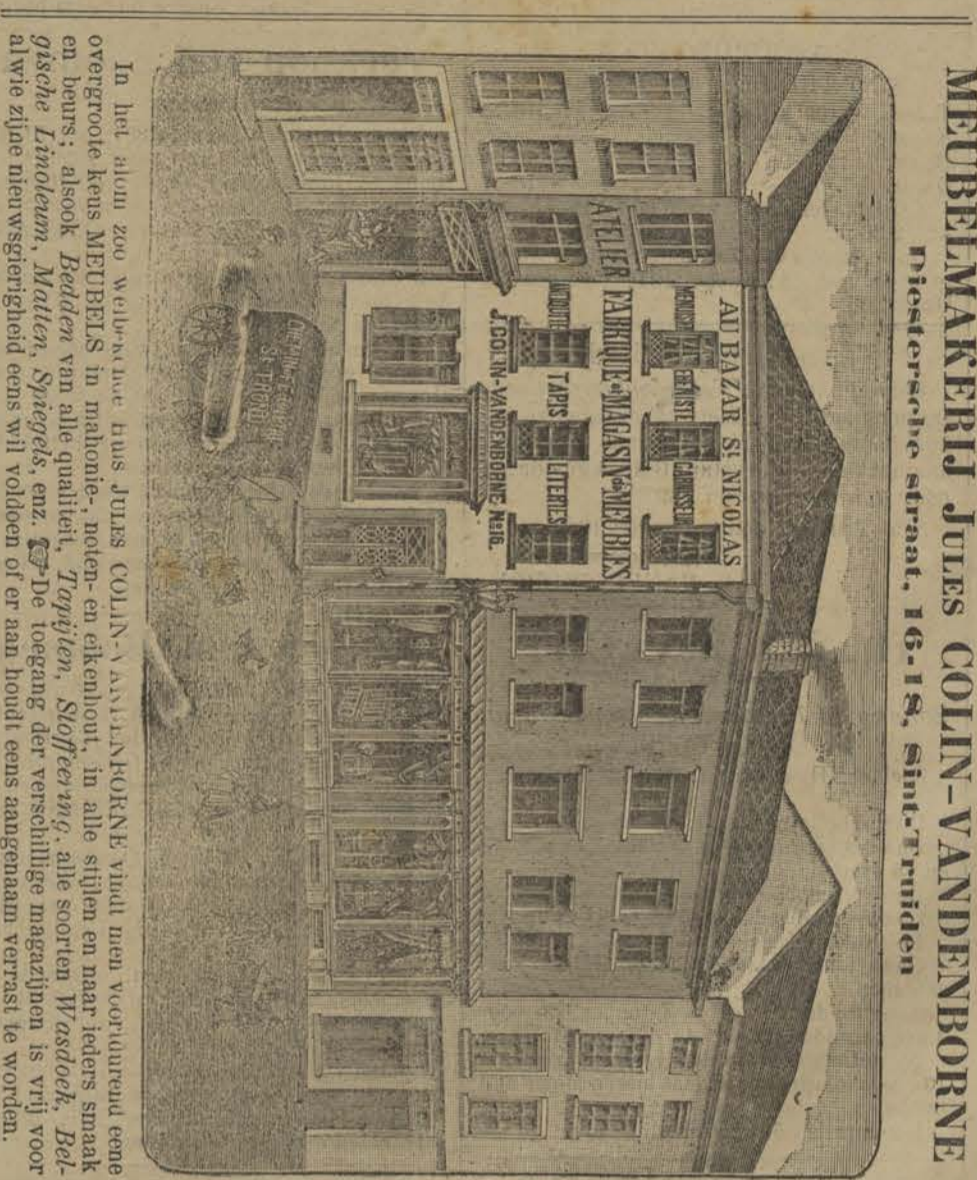 MEUBELMAKERIJ JULES COLIN-VANDENBORNE
Diestersche straat, 16-18, Sint-Truiden
AU BAZAR St NICOLAS
ATELIER
FABRIQUE & MAGASIN de MEUBLES
TAPIS LITERIES
J. COLIN-VANDENBORNE No 16.
St TROND
In het alom zoo welbekende huis JULES COLIN-VANDENBORNE vindt men voortdurend eene
overgroote keus MEUBELS in mahonie-, noten- en eikenhout, in alle stijlen en naar ieders smaak
en beurs; alsook Bedden van alle qualiteit, Tapijten, Stoffeering, alle soorten Wasdoek, Bel-
gische Linoleum, Matten, Spiegels, enz. ☞ De toegang der verschillige magazijnen is vrij voor
alwie zijne nieuwsgierigheid eens wil voldoen of er aan houdt eens aangenaam verrast te worden.